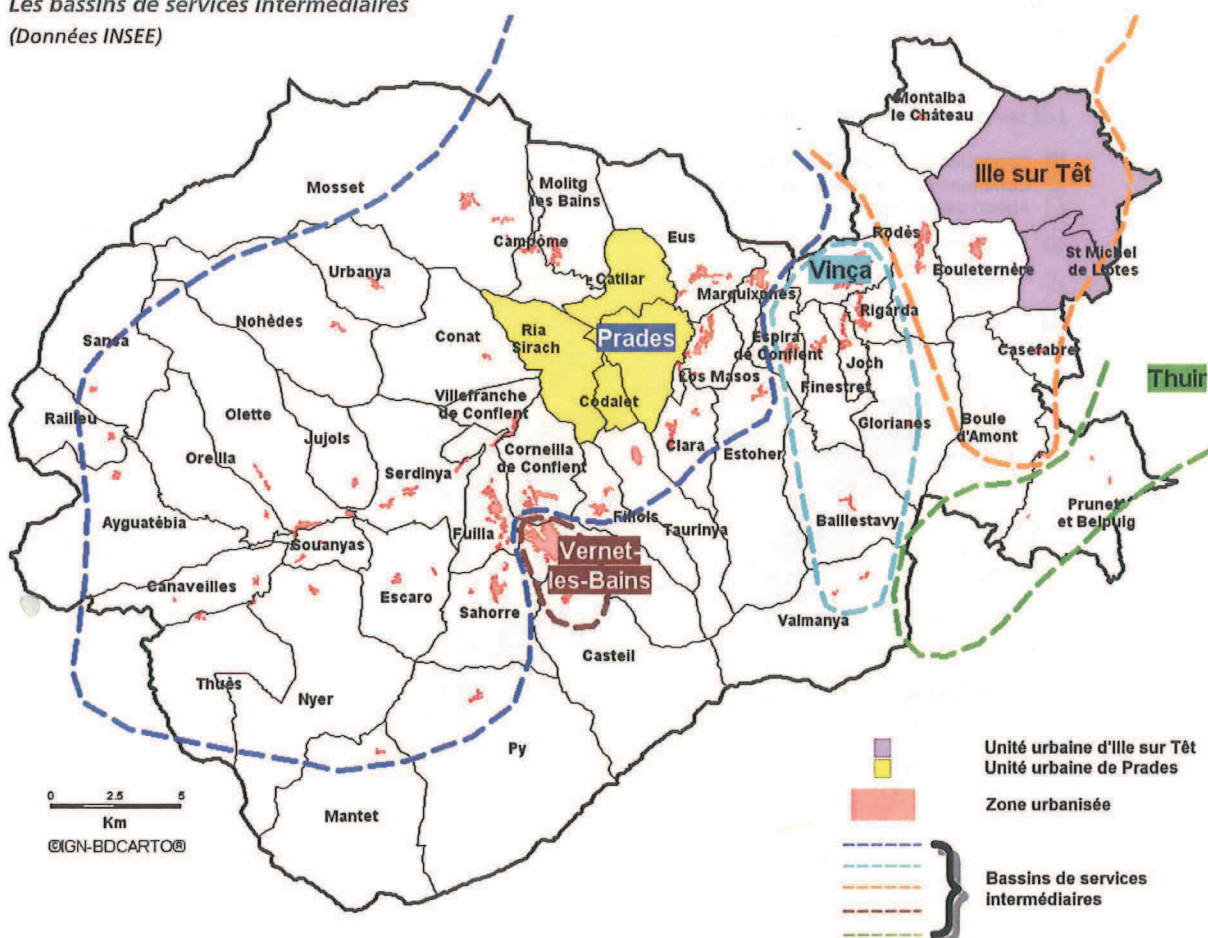 Les bassins de services intermédiaires
(Données INSEE)
Montalba
le Château
Ille sur Têt
Mosset
Molitg
les Bains
Campôme
Eus
Rodès
St Michel
de Llotes
Urbanya
Catllar
Vinça
Bouleternère
Marquixanes
Nohèdes
Rigarda
Sansa
Conat
Ria
Sirach
Prades
Espira
de Conflent
Casefabre
Joch
Los Masos
Thuir
Villefranche
de Conflent
Finestret
Codalet
Railleu
Olette
Boule
d'Amont
Glorianes
Jujols
Clara
Corneilla
de Conflent
Estoher
Oreilla
Serdinya
Prunet
et Belpuig
Baillestavy
Ayguatébia
Fillols
Taurinya
Fuilla
Souanyas
Vernet-
les-Bains
Canaveilles
Escaro
Sahorre
Valmanya
Casteil
Thuès
Nyer
Py
Mantet
0 2.5 5
Km
©IGN-BDCARTO®
Unité urbaine d'Ille sur Têt
Unité urbaine de Prades
Zone urbanisée
Bassins de services
intermédiaires